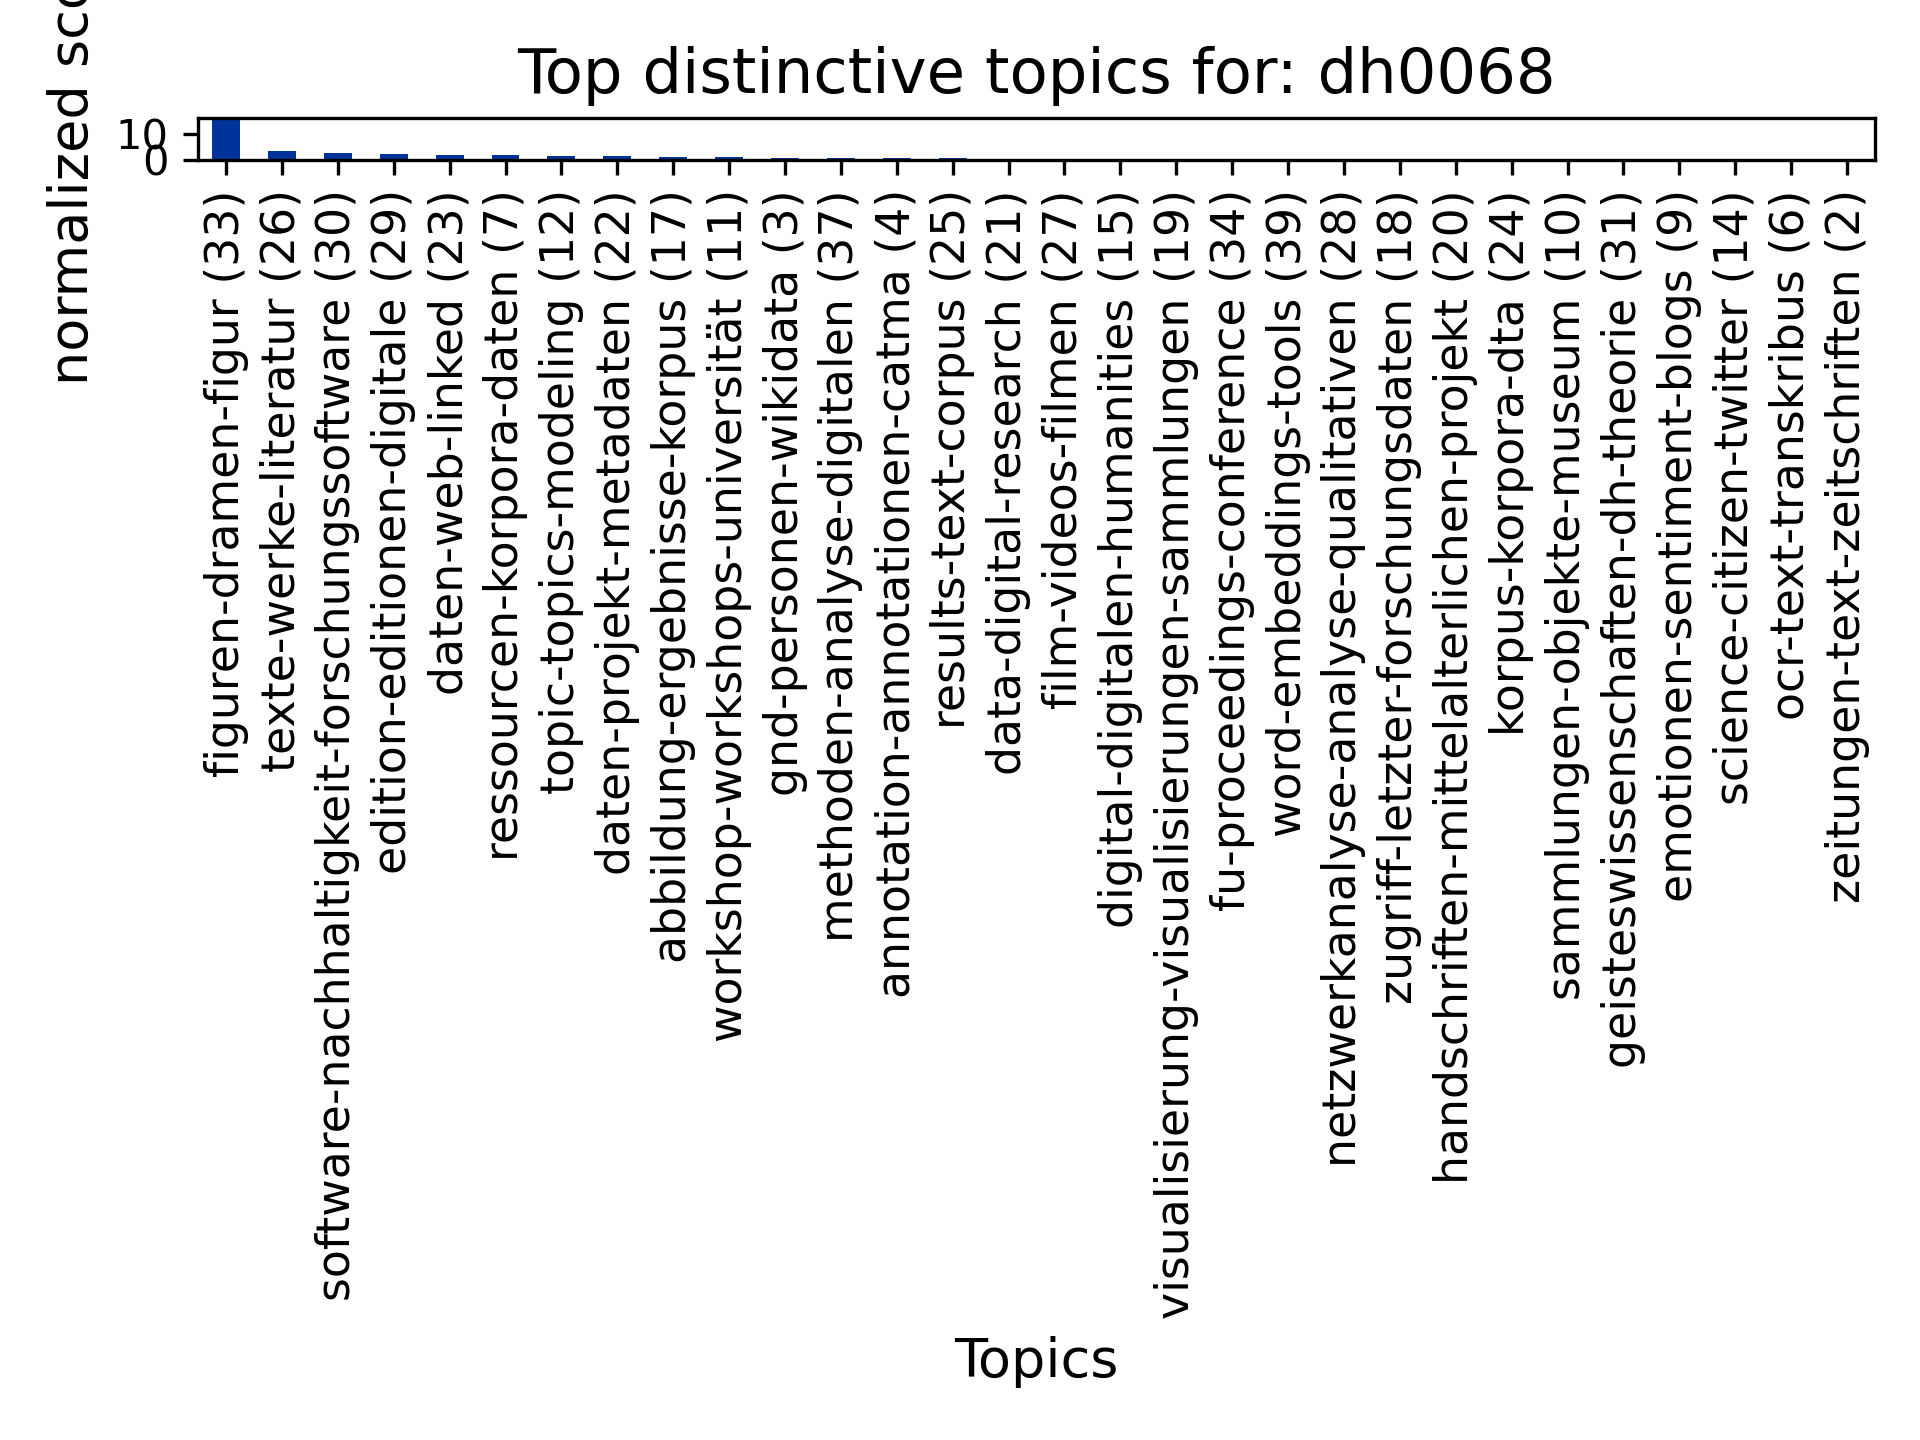 Top distinctive topics for: dh0068
normalized sco
10
0
figuren-dramen-figur (33)
texte-werke-literatur (26)
software-nachhaltigkeit-forschungssoftware (30)
edition-editionen-digitale (29)
daten-web-linked (23)
ressourcen-korpora-daten (7)
topic-topics-modeling (12)
daten-projekt-metadaten (22)
abbildung-ergebnisse-korpus (17)
workshop-workshops-universität (11)
gnd-personen-wikidata (3)
methoden-analyse-digitalen (37)
annotation-annotationen-catma (4)
results-text-corpus (25)
data-digital-research (21)
film-videos-filmen (27)
digital-digitalen-humanities (15)
visualisierung-visualisierungen-sammlungen (19)
fu-proceedings-conference (34)
word-embeddings-tools (39)
netzwerkanalyse-analyse-qualitativen (28)
zugriff-letzter-forschungsdaten (18)
handschriften-mittelalterlichen-projekt (20)
korpus-korpora-dta (24)
sammlungen-objekte-museum (10)
geisteswissenschaften-dh-theorie (31)
emotionen-sentiment-blogs (9)
science-citizen-twitter (14)
ocr-text-transkribus (6)
zeitungen-text-zeitschriften (2)
Topics